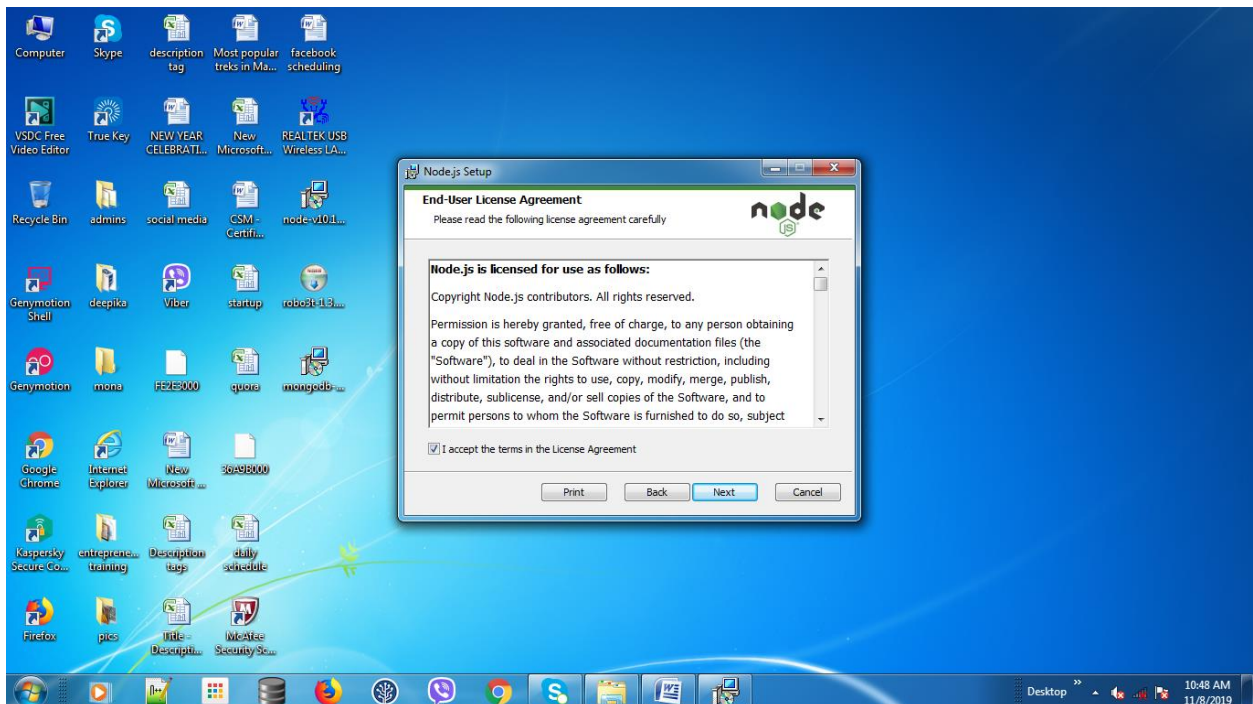 Computer
Skype
description
tag
Most popular
treks in Ma...
facebook
scheduling
VSDC Free
Video Editor
True Key
NEW YEAR
CELEBRATI...
New
Microsoft...
REALTEK USB
Wireless LA...
Recycle Bin
admins
social media
CSM -
Certifi...
node-v10.1...
Genymotion
Shell
deepika
Viber
startup
robo3t-1.3....
Genymotion
mona
FE2E3000
quora
mongodb-...
Google
Chrome
Internet
Explorer
New
Microsoft ...
36A9B000
Kaspersky
Secure Co...
entreprene...
training
Description
tags
daily
schedule
Firefox
pics
Title -
Descripti...
McAfee
Security Sc...
Node.js Setup
End-User License Agreement
Please read the following license agreement carefully
node
JS
Node.js is licensed for use as follows:
Copyright Node.js contributors. All rights reserved.
Permission is hereby granted, free of charge, to any person obtaining
a copy of this software and associated documentation files (the
"Software"), to deal in the Software without restriction, including
without limitation the rights to use, copy, modify, merge, publish,
distribute, sublicense, and/or sell copies of the Software, and to
permit persons to whom the Software is furnished to do so, subject
I accept the terms in the License Agreement
Print Back Next Cancel
Desktop
10:48 AM
11/8/2019